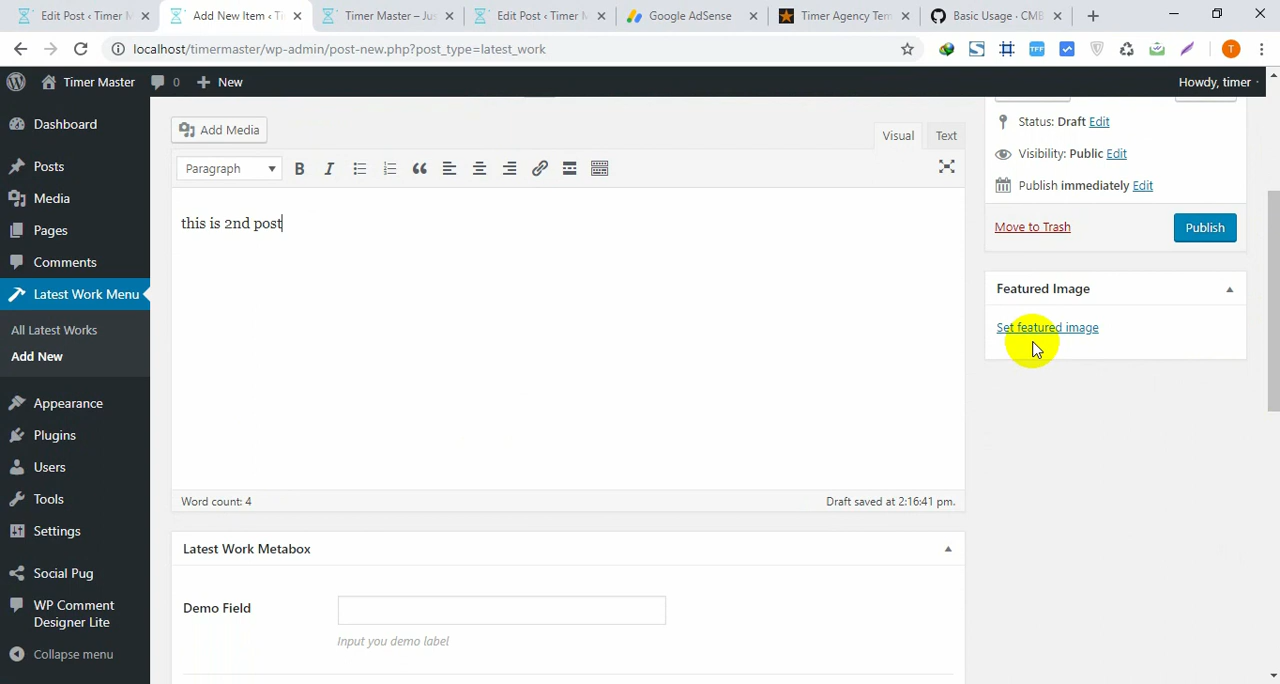 Edit Post ‹ Timer M
Add New Item ‹ Ti
Timer Master – Jus
Edit Post ‹ Timer M
Google AdSense
Timer Agency Tem
Basic Usage · CMB
localhost/timermaster/wp-admin/post-new.php?post_type=latest_work
TFF
T
Timer Master
0
New
Howdy, timer
Dashboard
Posts
Media
Pages
Comments
Latest Work Menu
All Latest Works
Add New
Appearance
Plugins
Users
Tools
Settings
Social Pug
WP Comment
Designer Lite
Collapse menu
Add Media
Visual
Text
Paragraph
B
I
this is 2nd post
Word count: 4
Draft saved at 2:16:41 pm.
Latest Work Metabox
Demo Field
Input you demo label
Status: Draft Edit
Visibility: Public Edit
Publish immediately Edit
Move to Trash
Publish
Featured Image
Set featured image